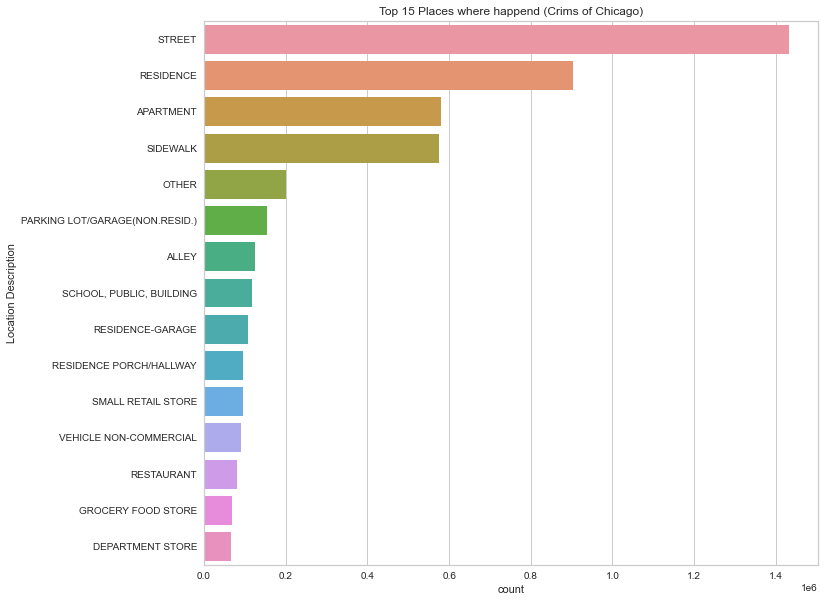 Top 15 Places where happend (Crims of Chicago)
STREET
RESIDENCE
APARTMENT
SIDEWALK
OTHER
PARKING LOT/GARAGE(NON.RESID.)
ALLEY
SCHOOL, PUBLIC, BUILDING
RESIDENCE-GARAGE
RESIDENCE PORCH/HALLWAY
SMALL RETAIL STORE
VEHICLE NON-COMMERCIAL
RESTAURANT
GROCERY FOOD STORE
DEPARTMENT STORE
Location Description
0.0 0.2 0.4 0.6 0.8 1.0 1.2 1.4
1e6
count